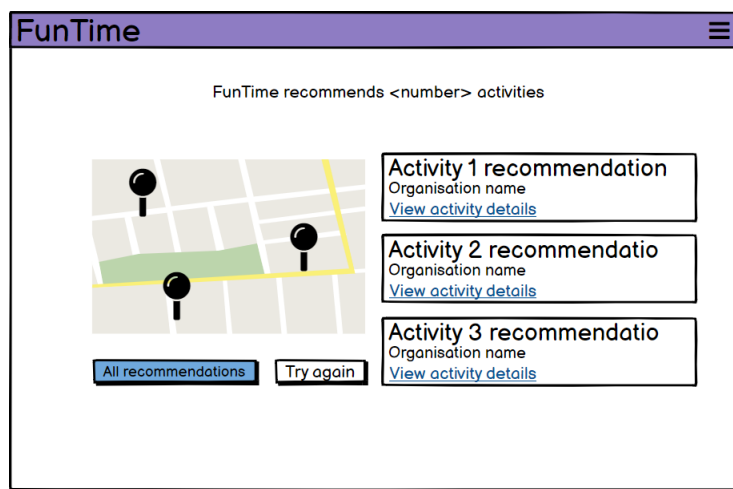 FunTime
FunTime recommends <number> activities
Activity 1 recommendation
Organisation name
View activity details
Activity 2 recommendatio
Organisation name
View activity details
Activity 3 recommendatio
Organisation name
View activity details
All recommendations
Try again